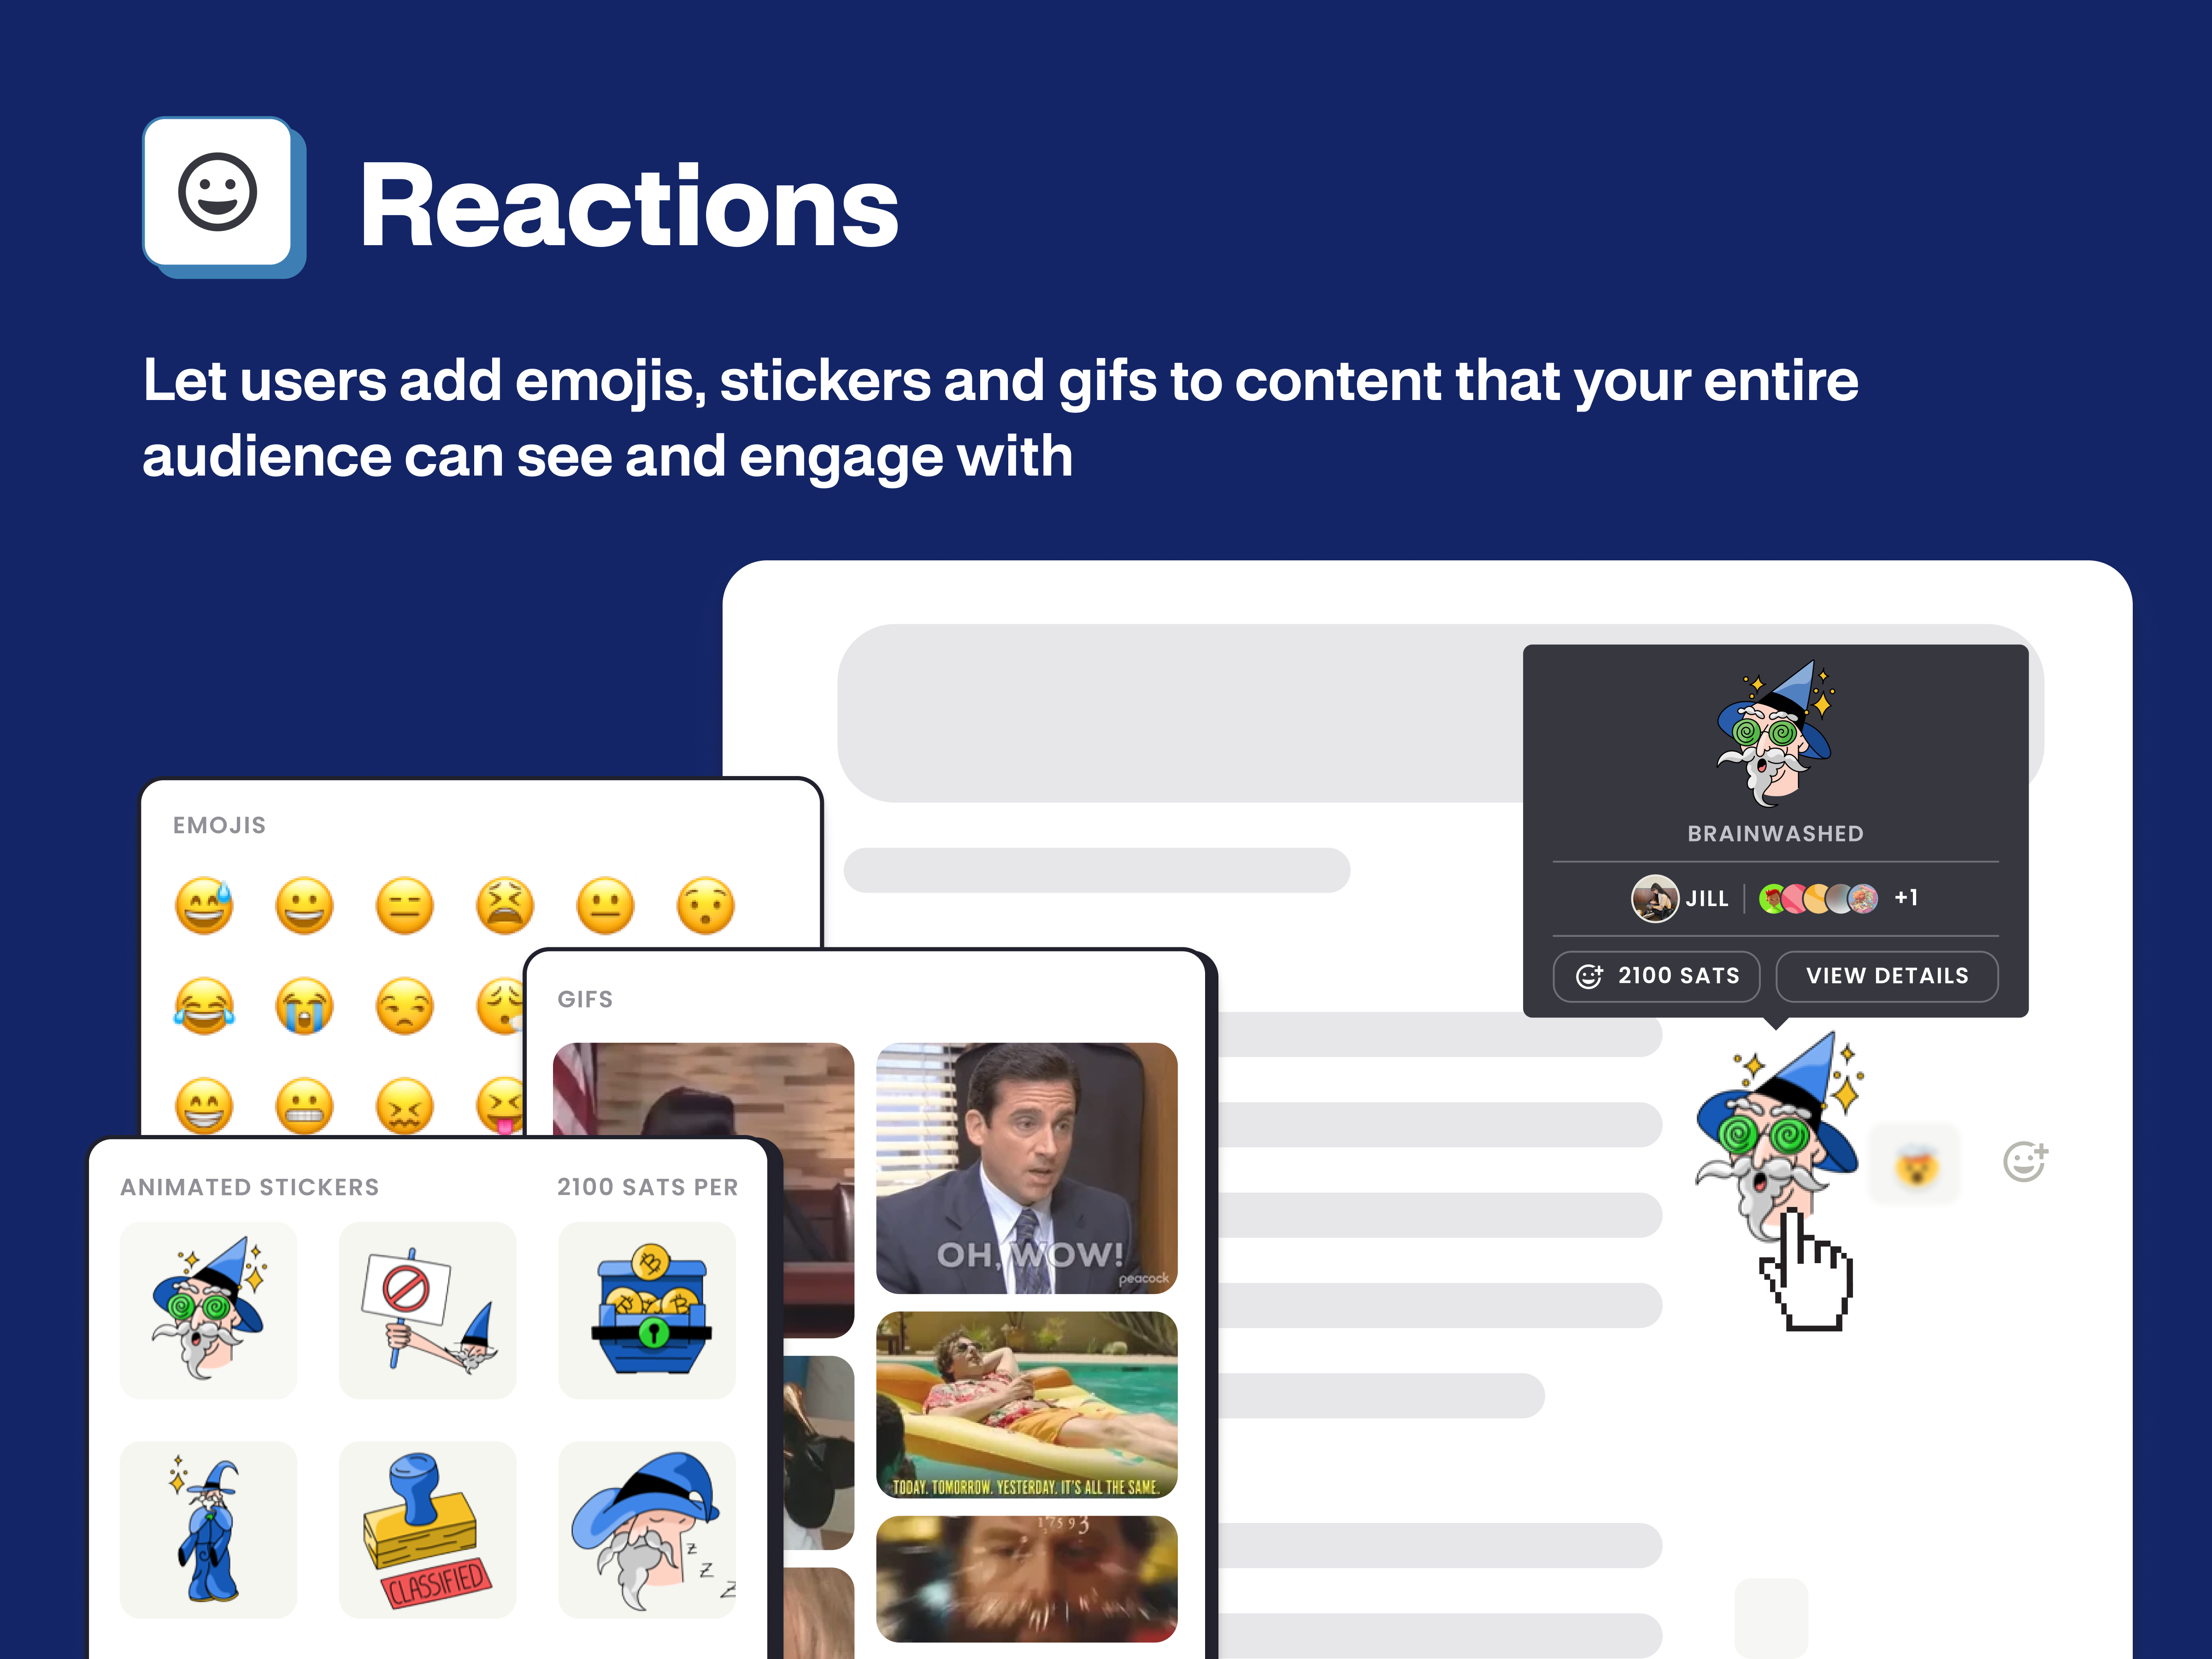 Reactions
Let users add emojis, stickers and gifs to content that your entire
audience can see and engage with
BRAINWASHED
JILL
+1
2100 SATS
VIEW DETAILS
EMOJIS
GIFS
OH, WOW!
peacock
TODAY. TOMORROW. YESTERDAY. IT'S ALL THE SAME.
ANIMATED STICKERS
2100 SATS PER
CLASSIFIED
z
z
z